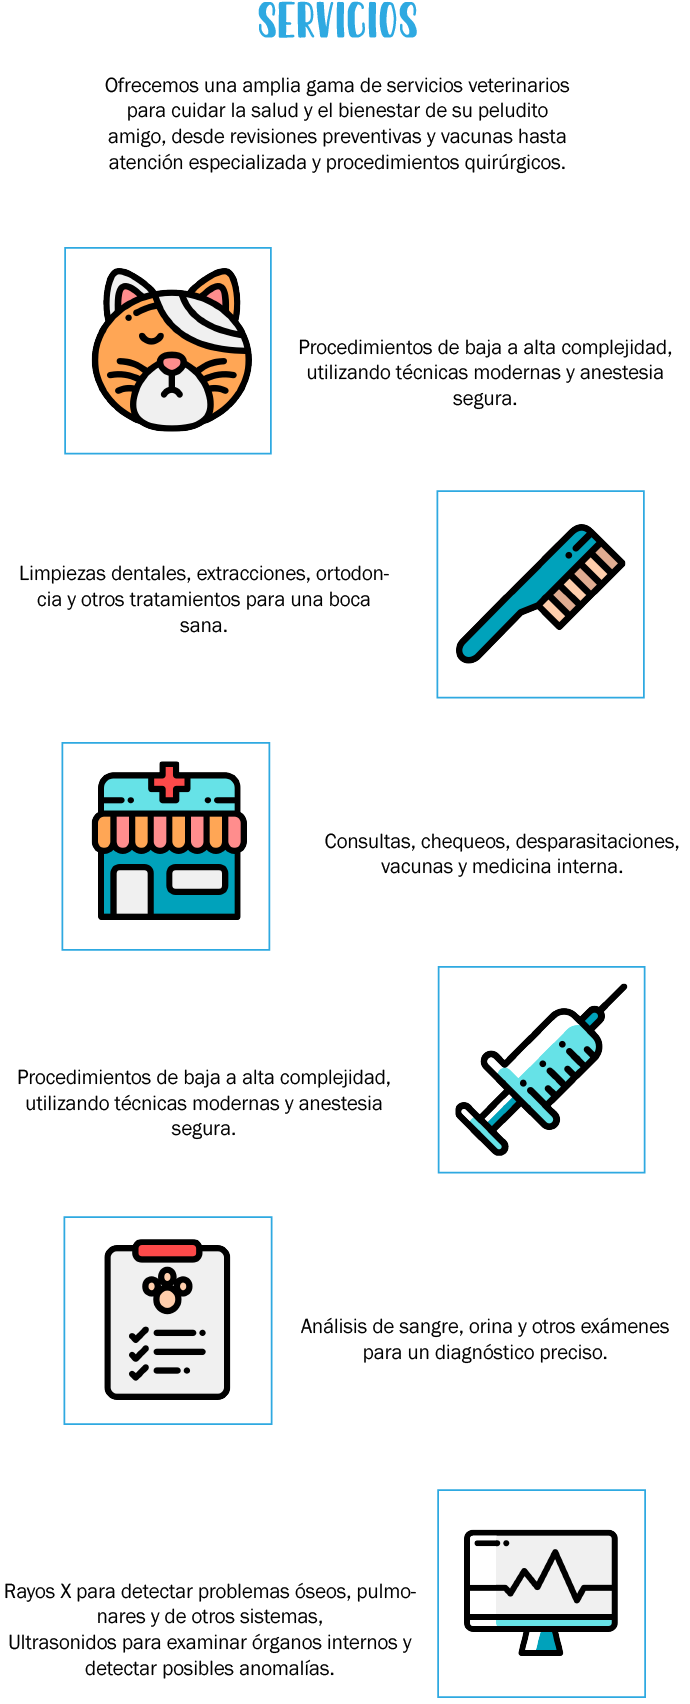 SERVICIOS
Ofrecemos una amplia gama de servicios veterinarios
para cuidar la salud y el bienestar de su peludito
amigo, desde revisiones preventivas y vacunas hasta
atención especializada y procedimientos quirúrgicos.
Procedimientos de baja a alta complejidad,
utilizando técnicas modernas y anestesia
segura.
Limpiezas dentales, extracciones, ortodon-
cia y otros tratamientos para una boca
sana.
Consultas, chequeos, desparasitaciones,
vacunas y medicina interna.
Procedimientos de baja a alta complejidad,
utilizando técnicas modernas y anestesia
segura.
Análisis de sangre, orina y otros exámenes
para un diagnóstico preciso.
Rayos X para detectar problemas óseos, pulmo-
nares y de otros sistemas,
Ultrasonidos para examinar órganos internos y
detectar posibles anomalías.